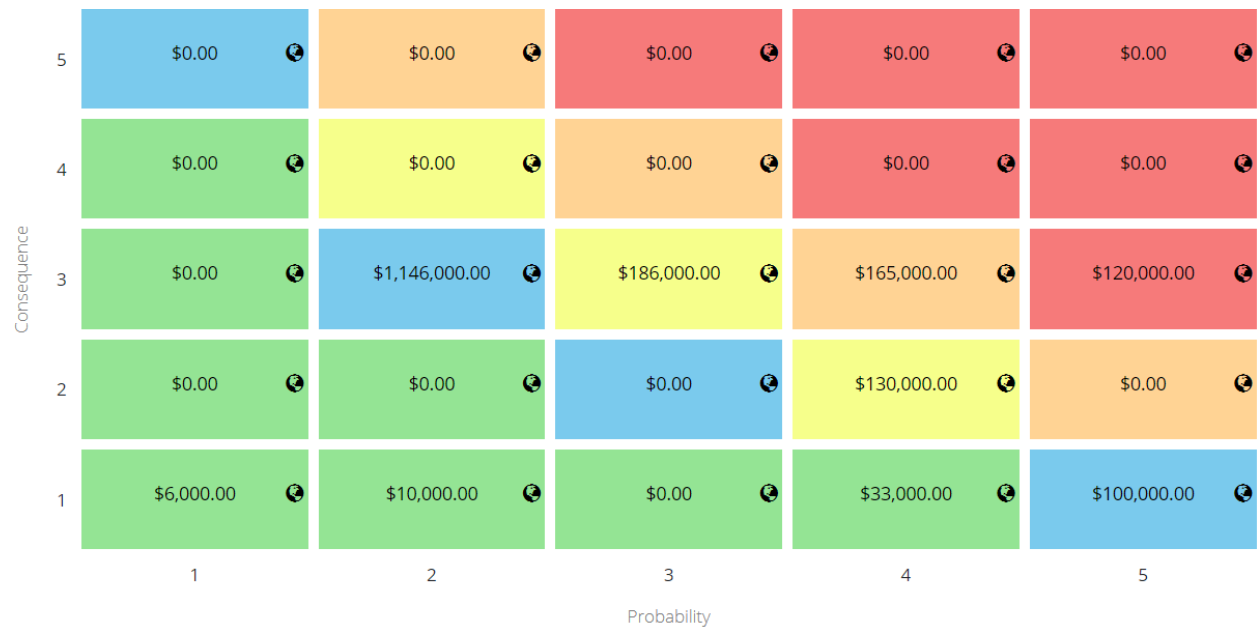 5 $0.00 $0.00 $0.00 $0.00 $0.00
4 $0.00 $0.00 $0.00 $0.00 $0.00
Consequence
3 $0.00 $1,146,000.00 $186,000.00 $165,000.00 $120,000.00
2 $0.00 $0.00 $0.00 $130,000.00 $0.00
1 $6,000.00 $10,000.00 $0.00 $33,000.00 $100,000.00
1 2 3 4 5
Probability